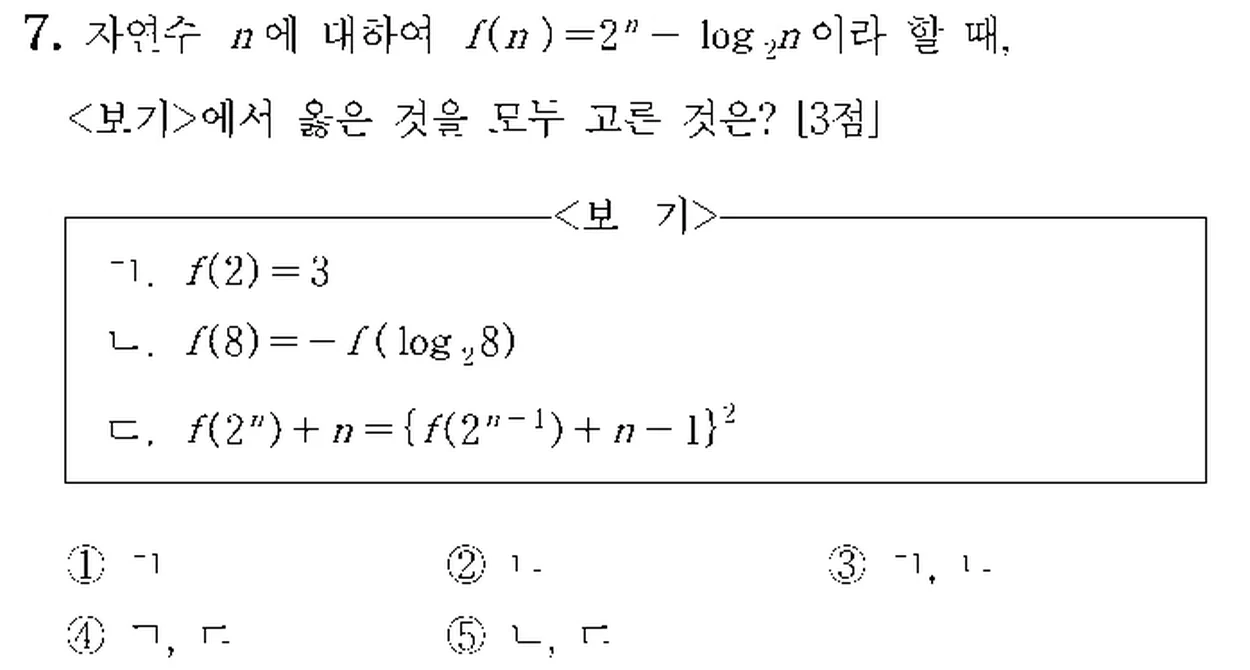 7. 자연수 n에 대하여 f(n)=2ⁿ − log₂n이라 할 때,
<보기>에서 옳은 것을 모두 고른 것은? [3점]
<보 기>
ㄱ. f(2)=3
ㄴ. f(8)=−f(log₂8)
ㄷ. f(2ⁿ)+n={f(2ⁿ⁻¹)+n−1}²
① ㄱ ② ㄴ ③ ㄱ, ㄴ
④ ㄱ, ㄷ ⑤ ㄴ, ㄷ